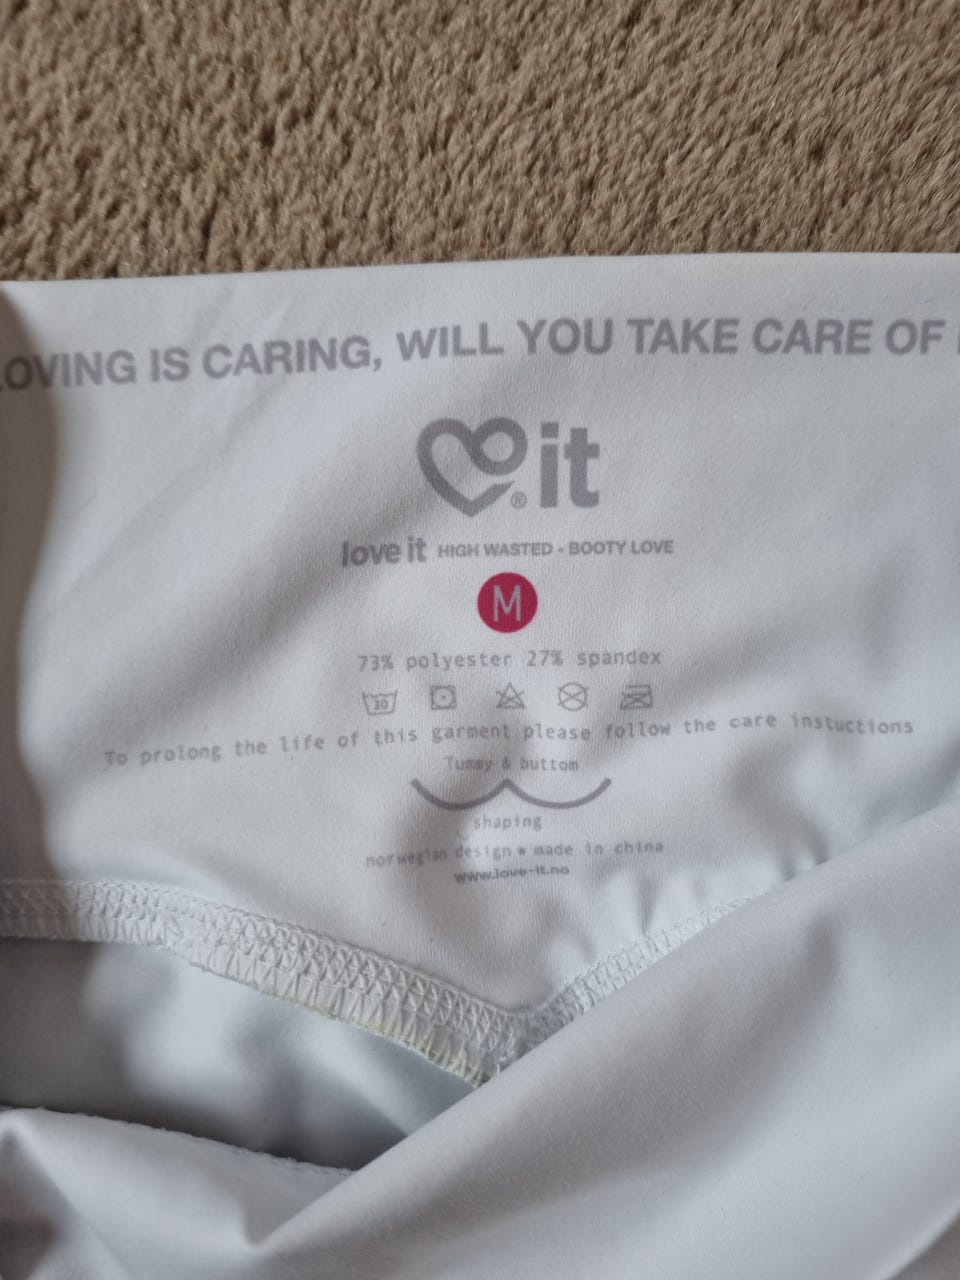 LOVING IS CARING, WILL YOU TAKE CARE OF
it
®
love it HIGH WASTED - BOOTY LOVE
M
73% polyester 27% spandex
30
To prolong the life of this garment please follow the care instuctions
Tummy & buttom
shaping
norwegian design * made in china
www.love-it.no